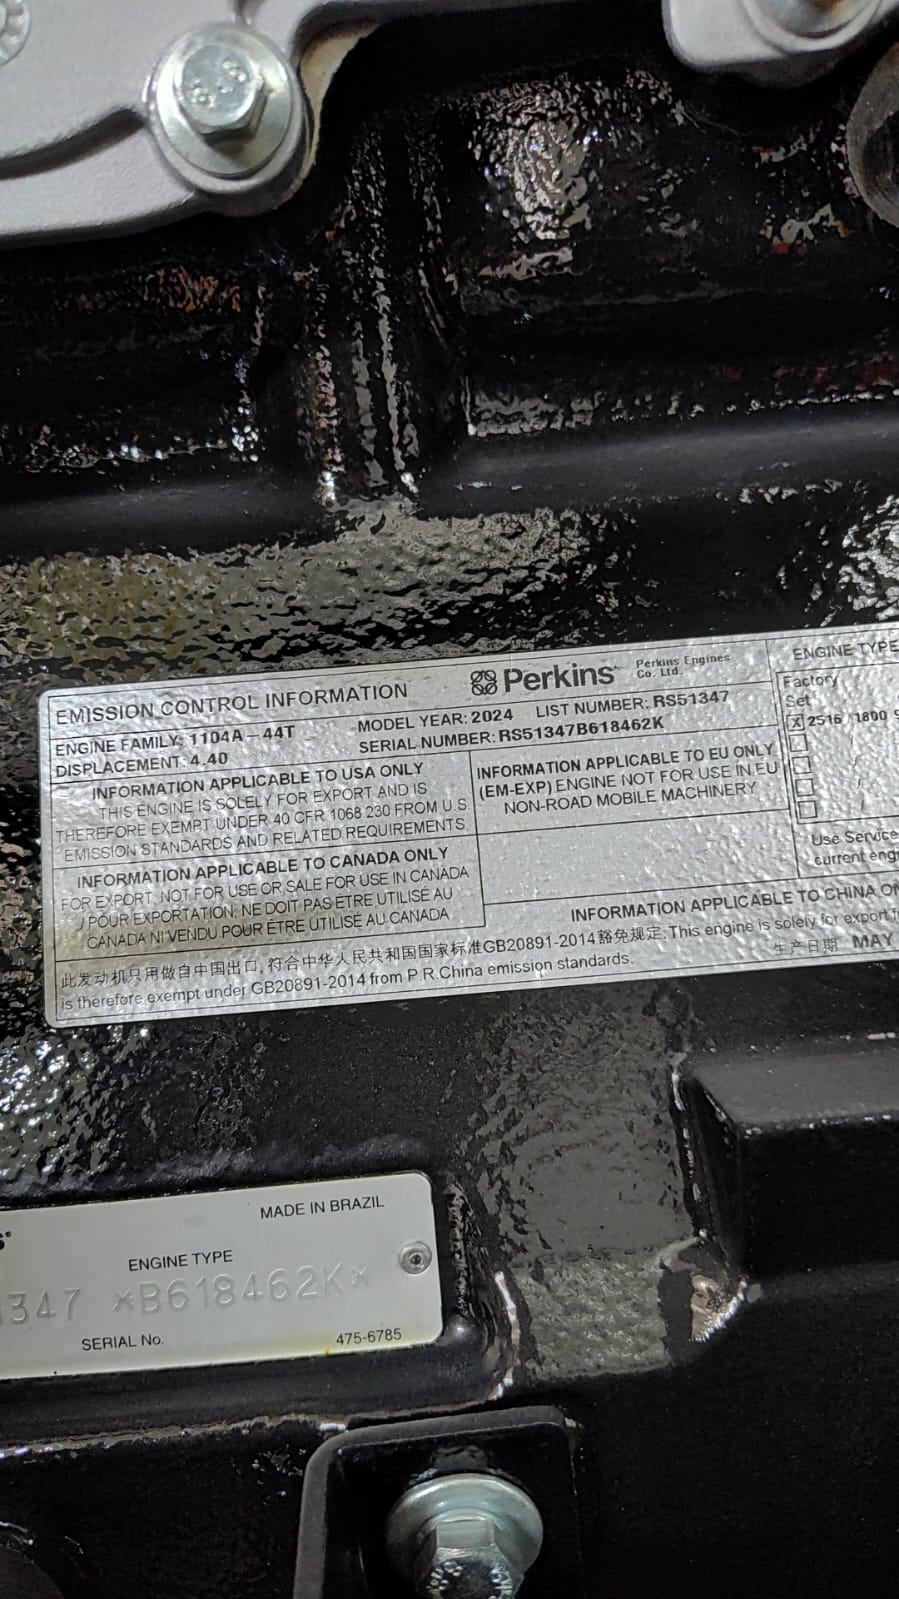 EMISSION CONTROL INFORMATION
Perkins
Perkins Engines
Co. Ltd.
ENGINE FAMILY: 1104A-44T
MODEL YEAR: 2024
LIST NUMBER: RS51347
DISPLACEMENT: 4.40
SERIAL NUMBER: RS51347B618462K
INFORMATION APPLICABLE TO USA ONLY
THIS ENGINE IS SOLELY FOR EXPORT AND IS
THEREFORE EXEMPT UNDER 40 CFR 1068.230 FROM U.S.
EMISSION STANDARDS AND RELATED REQUIREMENTS
INFORMATION APPLICABLE TO EU ONLY
(EM-EXP) ENGINE NOT FOR USE IN EU
NON-ROAD MOBILE MACHINERY
INFORMATION APPLICABLE TO CANADA ONLY
FOR EXPORT, NOT FOR USE OR SALE FOR USE IN CANADA
/ POUR EXPORTATION, NE DOIT PAS ÊTRE UTILISÉ AU
CANADA NI VENDU POUR ÊTRE UTILISÉ AU CANADA
ENGINE TYPE
Factory
Set
X 2516 / 1800
/
/
/
Use Service
current
INFORMATION APPLICABLE TO CHINA
此发动机只用做自中国出口,符合中华人民共和国国家标准GB20891-2014豁免规定.This engine is solely for export
is therefore exempt under GB20891-2014 from P.R.China emission standards.
生产日期 MAY
MADE IN BRAZIL
ENGINE TYPE
347 *B618462K*
SERIAL No.
475-6785